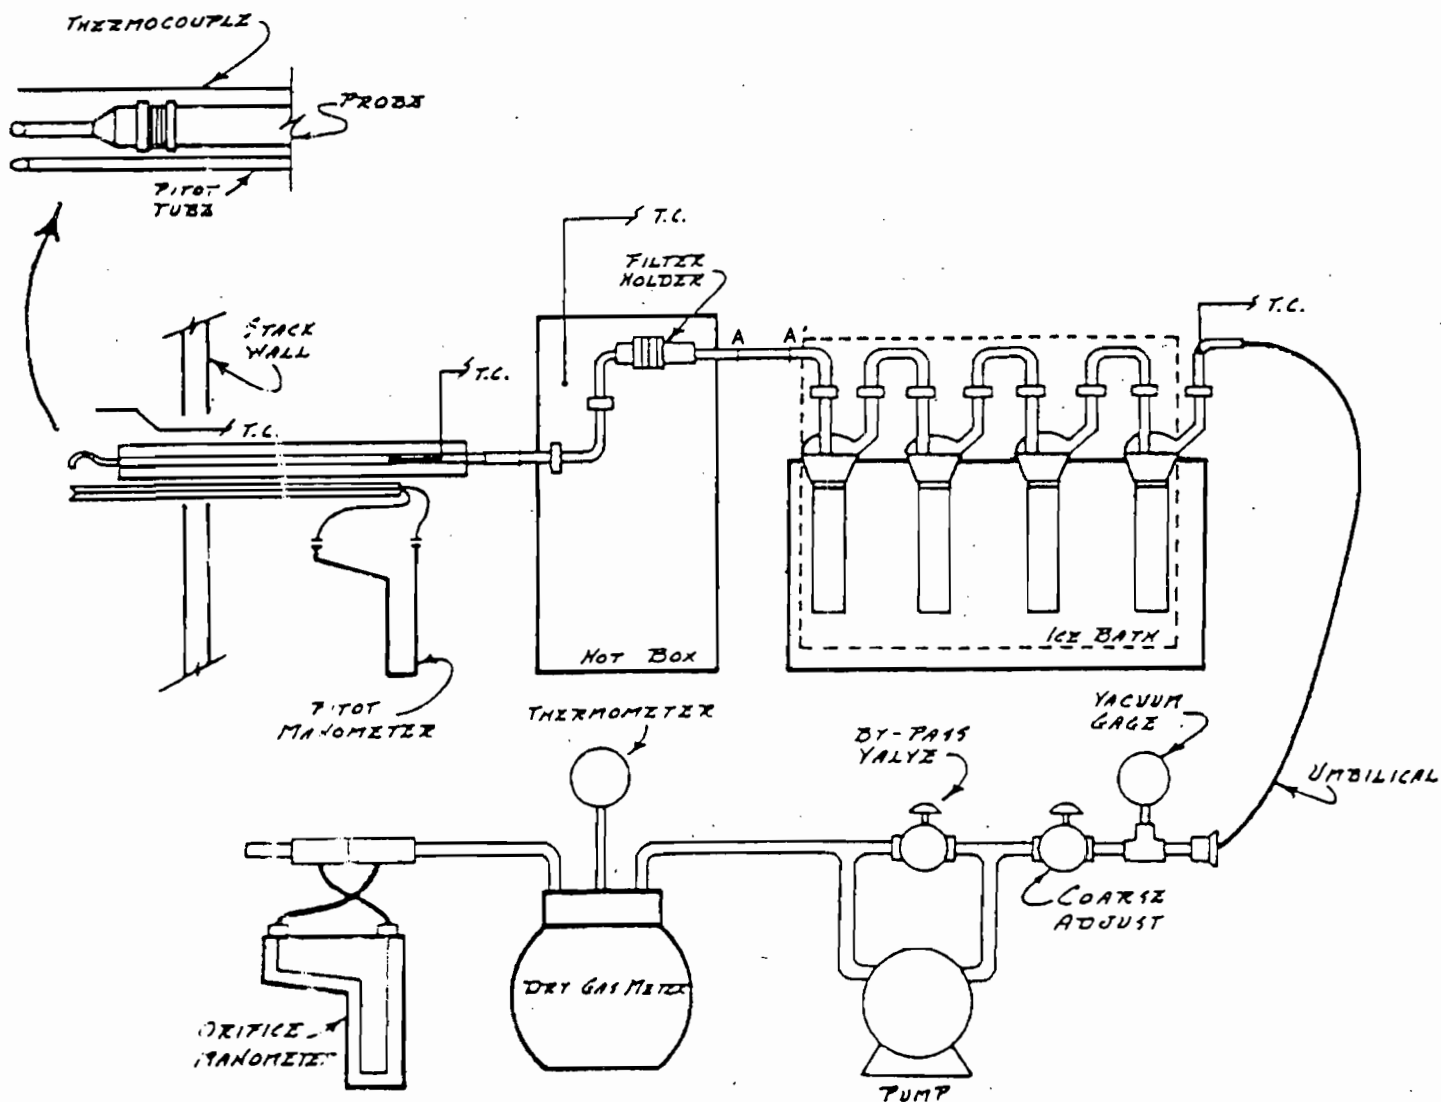 THERMOCOUPLE
PROBE
PITOT
TUBE
T.C.
FILTER
HOLDER
STACK
WALL
T.C.
A
A
T.C.
T.C.
HOT BOX
ICE BATH
PITOT
MANOMETER
THERMOMETER
BY-PASS
VALVE
VACUUM
GAGE
UMBILICAL
COARSE
ADJUST
DRY GAS METER
ORIFICE
MANOMETER
PUMP